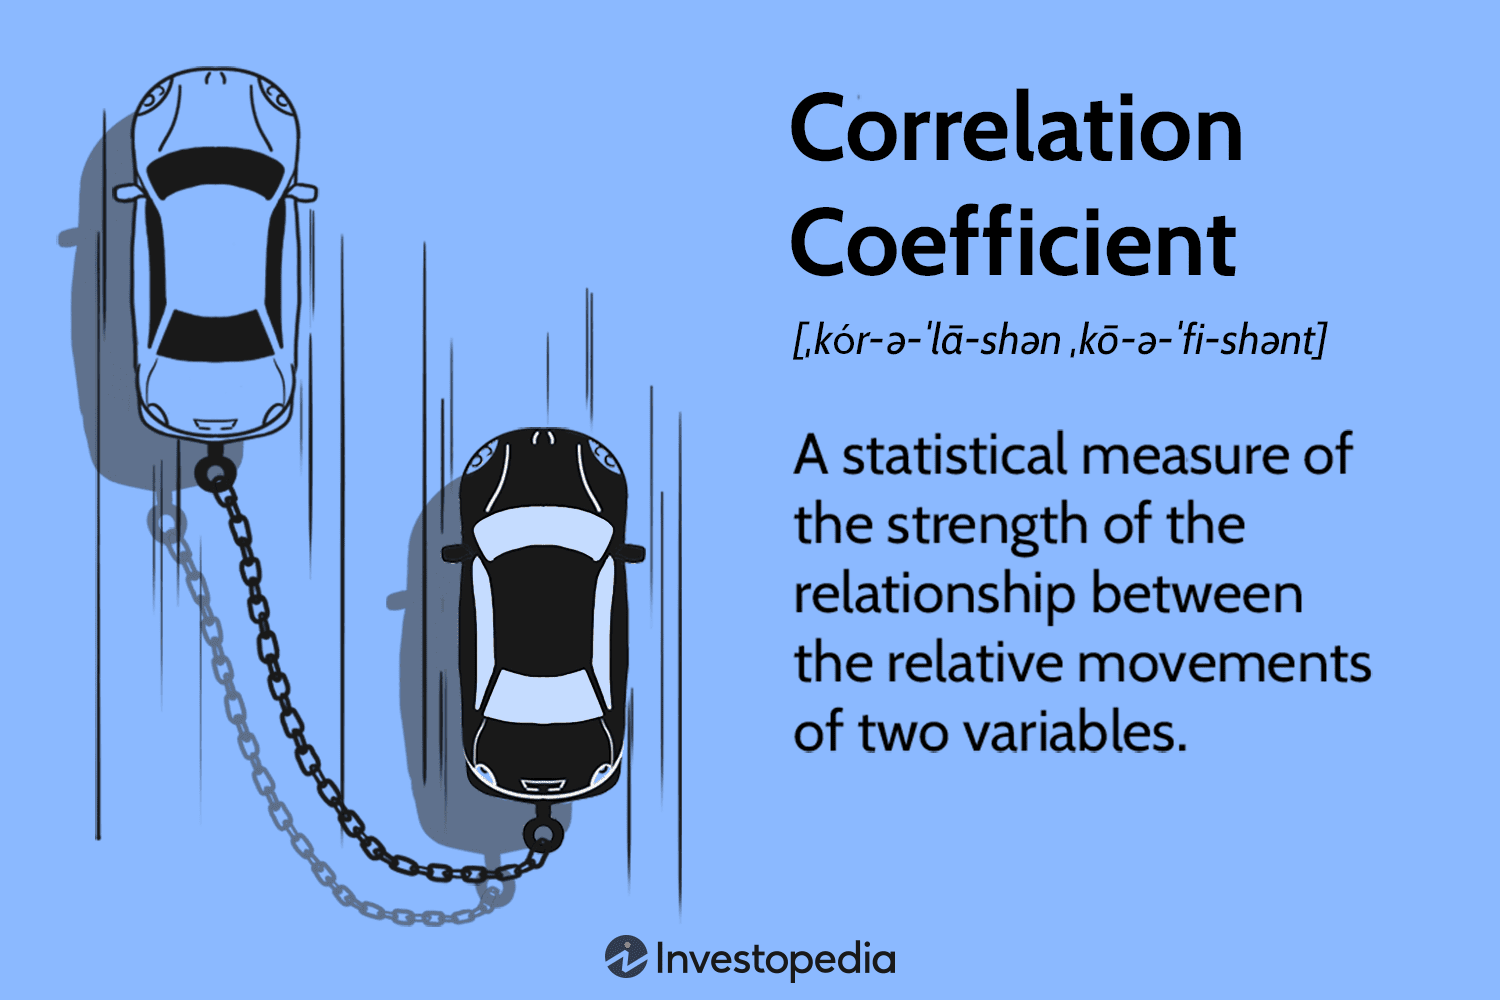 Correlation
Coefficient
[ˌkór-ə-ˈlā-shən ˌkō-ə-ˈfi-shənt]
A statistical measure of
the strength of the
relationship between
the relative movements
of two variables.
Investopedia